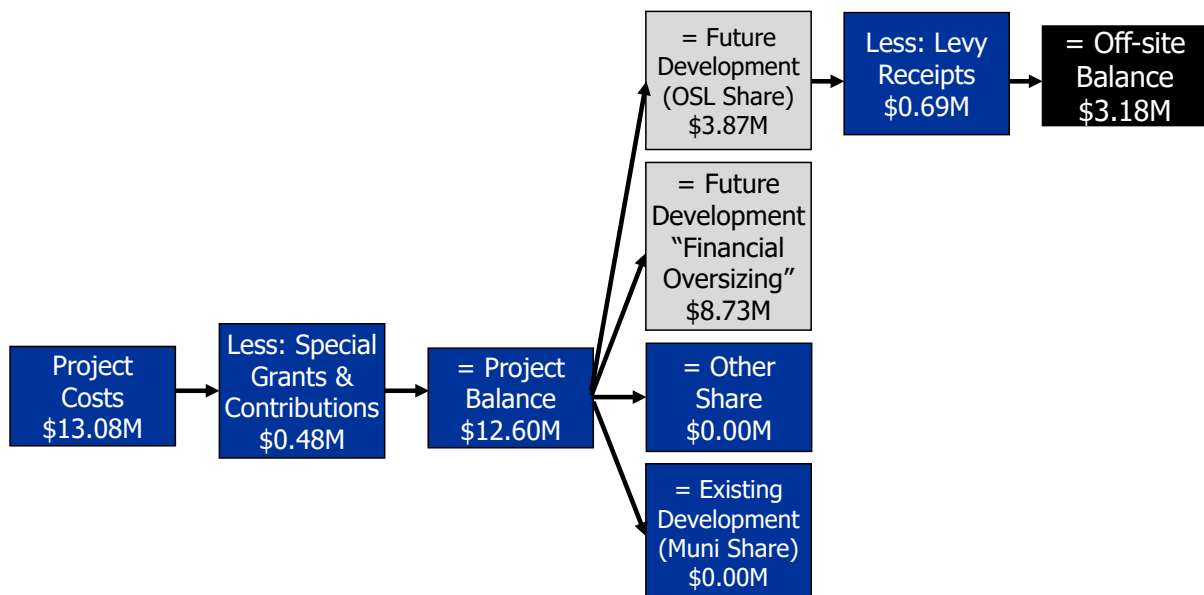 Project
Costs
$13.08M
Less: Special
Grants &
Contributions
$0.48M
= Project
Balance
$12.60M
= Future
Development
(OSL Share)
$3.87M
Less: Levy
Receipts
$0.69M
= Off-site
Balance
$3.18M
= Future
Development
“Financial
Oversizing”
$8.73M
= Other
Share
$0.00M
= Existing
Development
(Muni Share)
$0.00M